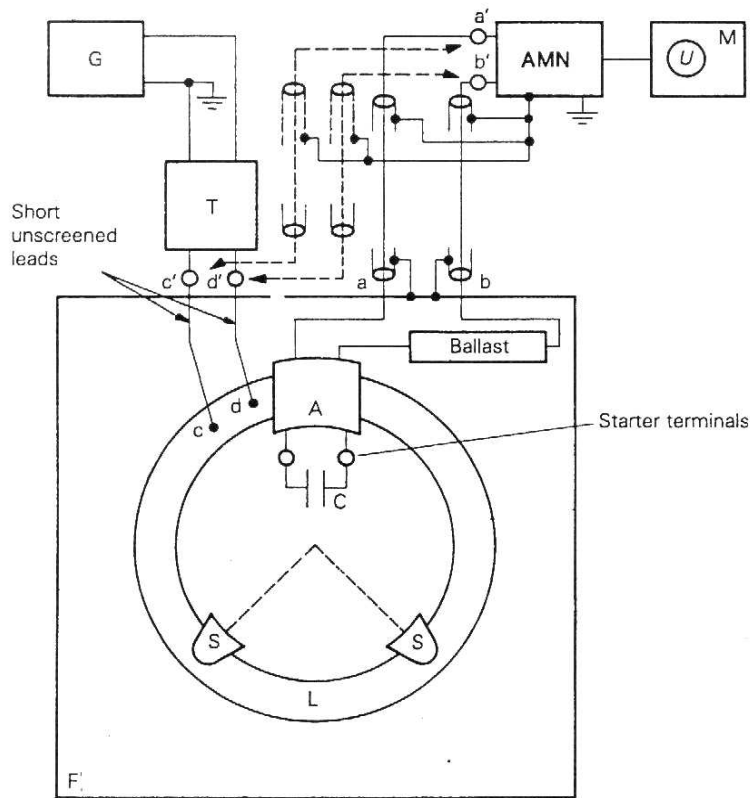 G
a′
b′
AMN
M
U
T
Short
unscreened
leads
c′
d′
a
b
Ballast
d
c
A
Starter terminals
C
S
S
L
F